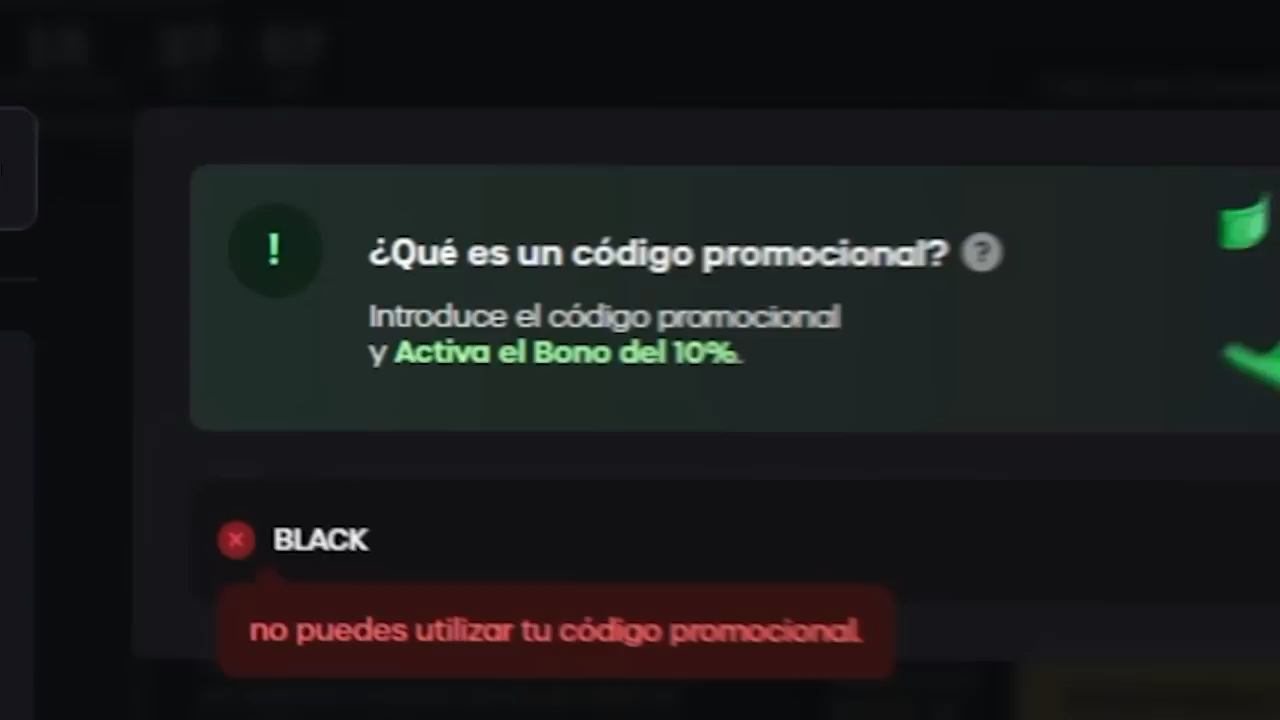 ¿Qué es un código promocional? ?
!
Introduce el código promocional
y Activa el Bono del 10%.
BLACK
no puedes utilizar tu código promocional.